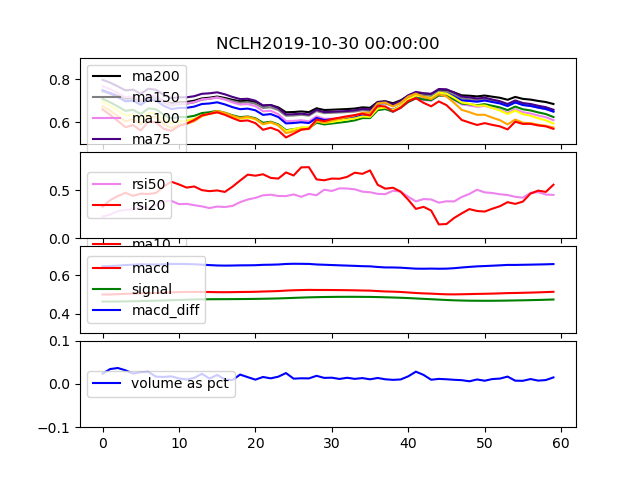 NCLH2019-10-30 00:00:00
0.8
0.6
ma200
ma150
ma100
ma75
0.5
0.0
rsi50
rsi20
ma10
0.6
0.4
macd
signal
macd_diff
0.1
0.0
−0.1
volume as pct
0 10 20 30 40 50 60